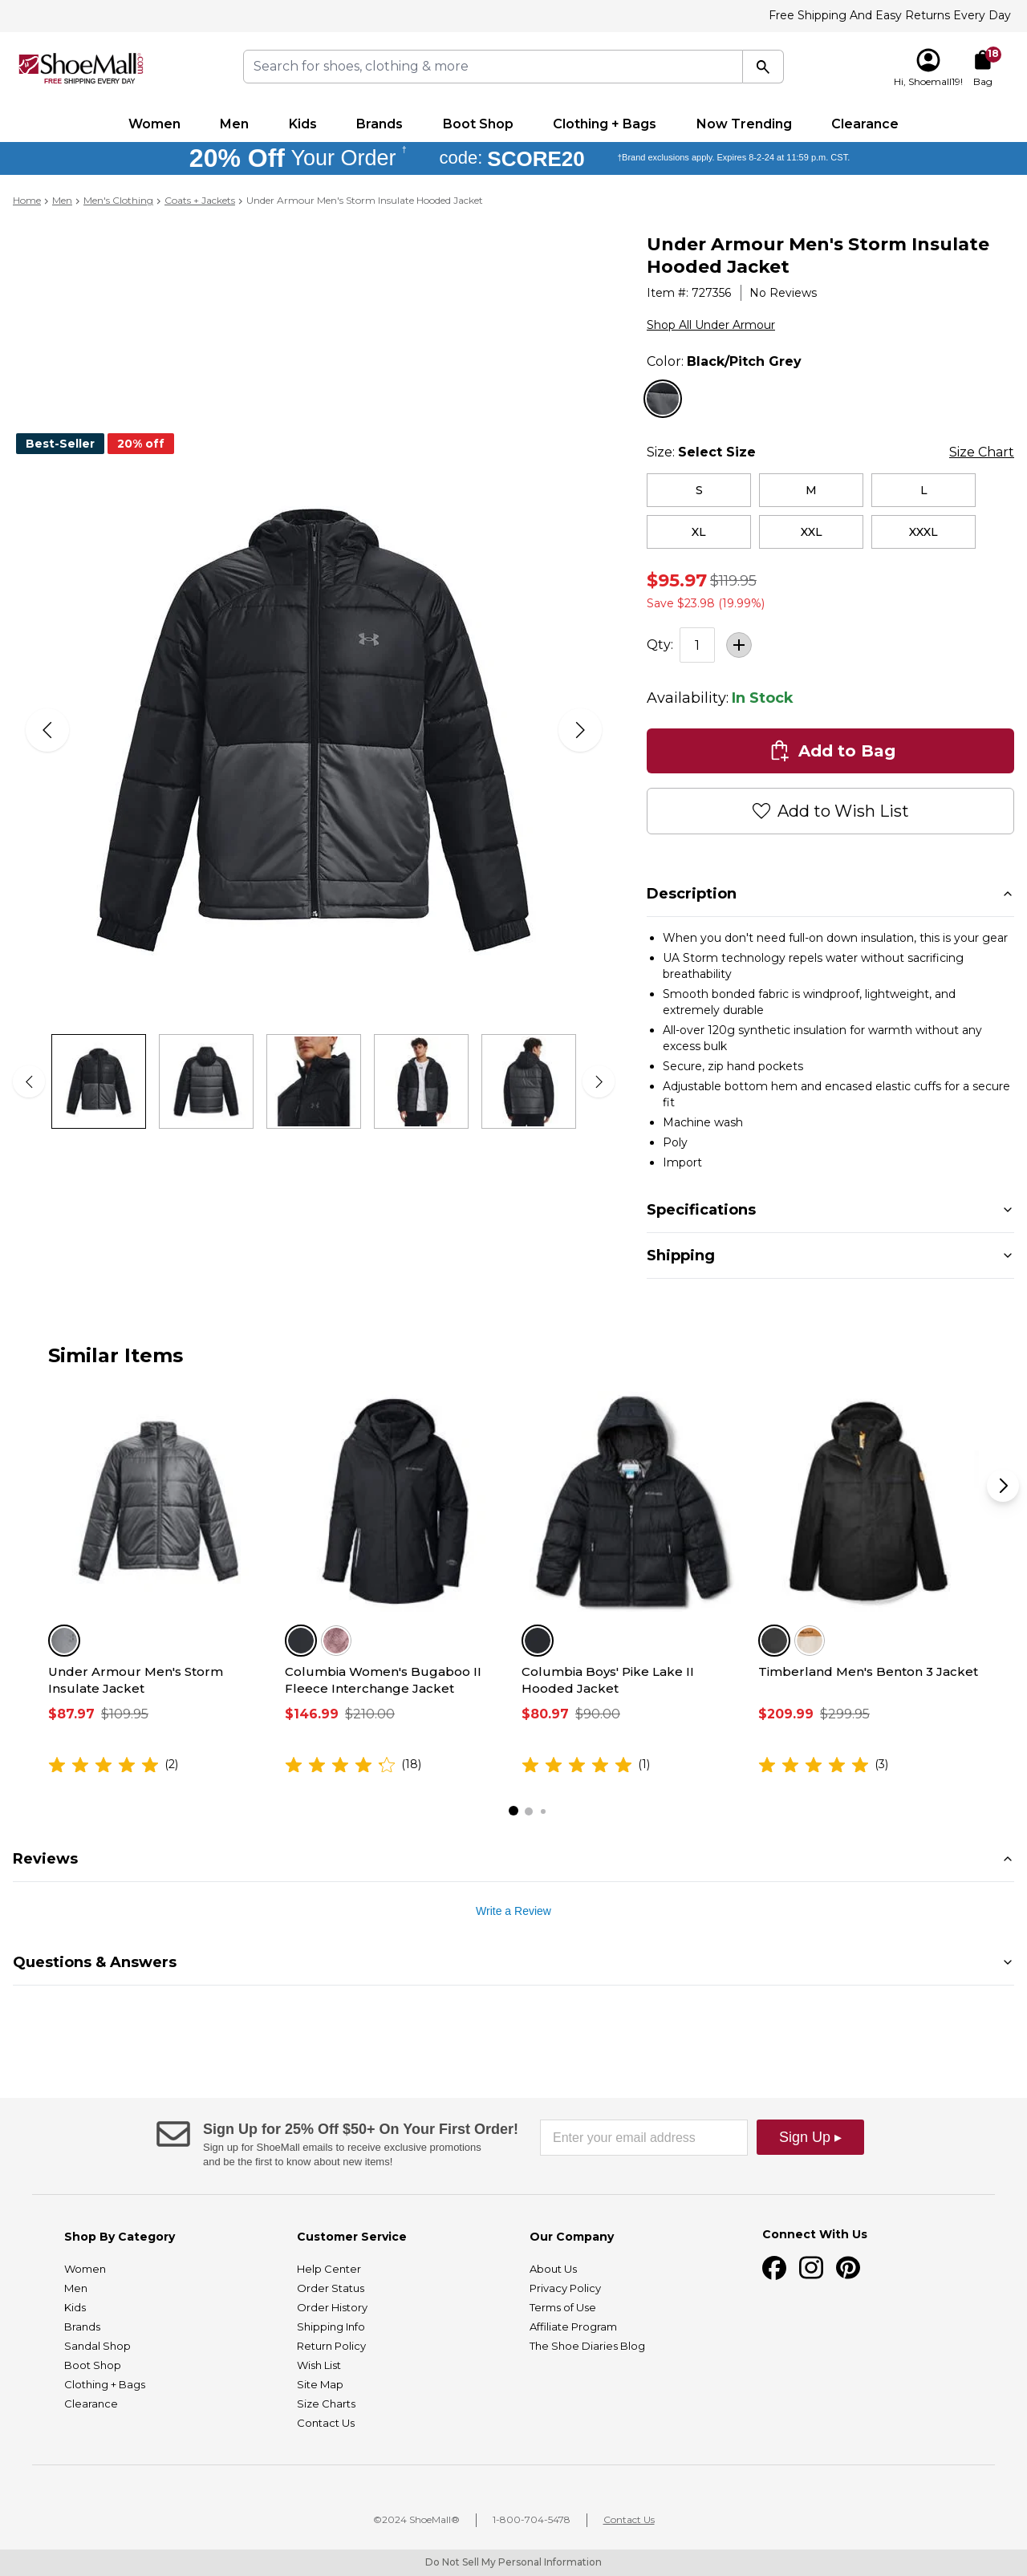 Free Shipping And Easy Returns Every Day
ShoeMall.com
FREE SHIPPING EVERY DAY
Search for shoes, clothing & more
18
Hi, Shoemall19!
Bag
Women Men Kids Brands Boot Shop Clothing + Bags Now Trending Clearance
20% Off Your Order † code: SCORE20 †Brand exclusions apply. Expires 8-2-24 at 11:59 p.m. CST.
Home > Men > Men's Clothing > Coats + Jackets > Under Armour Men's Storm Insulate Hooded Jacket
Best-Seller 20% off
Under Armour Men's Storm Insulate
Hooded Jacket
Item #: 727356 | No Reviews
Shop All Under Armour
Color: Black/Pitch Grey
Size: Select Size
Size Chart
S M L
XL XXL XXXL
$95.97 $119.95
Save $23.98 (19.99%)
Qty: 1 +
Availability: In Stock
Add to Bag
Add to Wish List
Description
• When you don't need full-on down insulation, this is your gear
• UA Storm technology repels water without sacrificing
breathability
• Smooth bonded fabric is windproof, lightweight, and
extremely durable
• All-over 120g synthetic insulation for warmth without any
excess bulk
• Secure, zip hand pockets
• Adjustable bottom hem and encased elastic cuffs for a secure
fit
• Machine wash
• Poly
• Import
Specifications
Shipping
Similar Items
Under Armour Men's Storm
Insulate Jacket
$87.97 $109.95
(2)
Columbia Women's Bugaboo II
Fleece Interchange Jacket
$146.99 $210.00
(18)
Columbia Boys' Pike Lake II
Hooded Jacket
$80.97 $90.00
(1)
Timberland Men's Benton 3 Jacket
$209.99 $299.95
(3)
Reviews
Write a Review
Questions & Answers
Sign Up for 25% Off $50+ On Your First Order!
Sign up for ShoeMall emails to receive exclusive promotions
and be the first to know about new items!
Enter your email address
Sign Up ▸
Shop By Category
Women
Men
Kids
Brands
Sandal Shop
Boot Shop
Clothing + Bags
Clearance
Customer Service
Help Center
Order Status
Order History
Shipping Info
Return Policy
Wish List
Site Map
Size Charts
Contact Us
Our Company
About Us
Privacy Policy
Terms of Use
Affiliate Program
The Shoe Diaries Blog
Connect With Us
©2024 ShoeMall® | 1-800-704-5478 | Contact Us
Do Not Sell My Personal Information